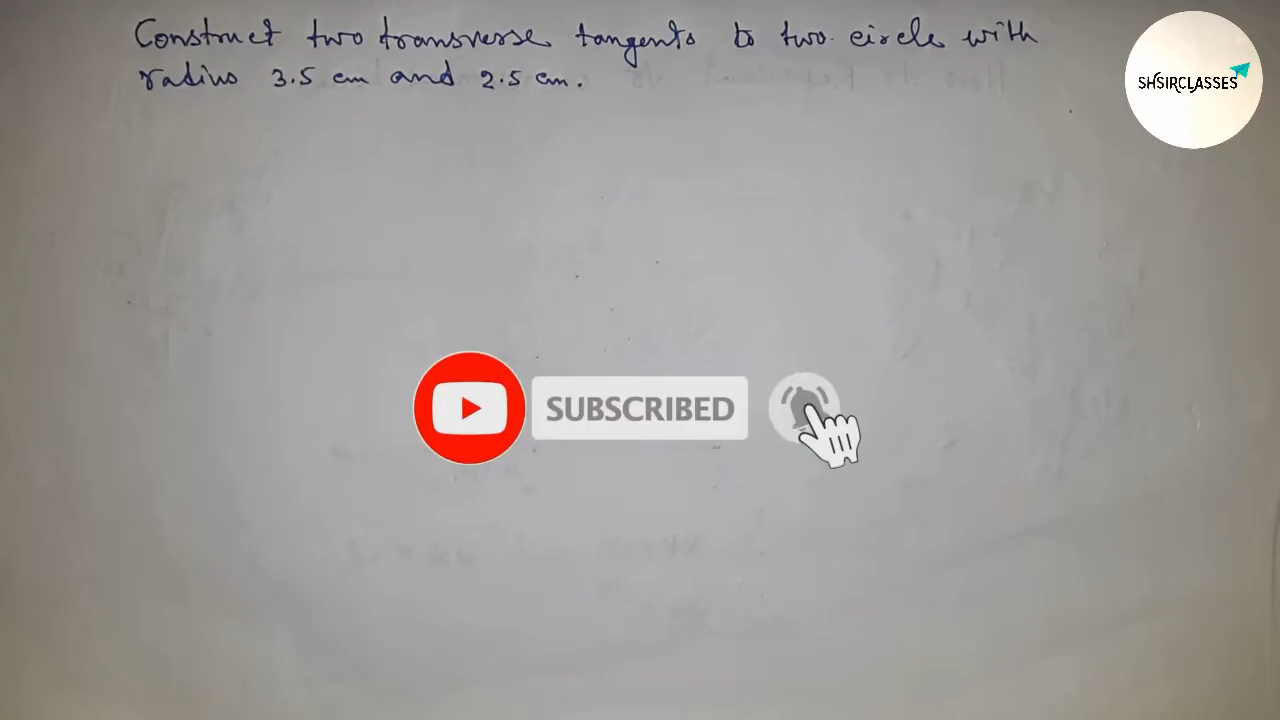 Construct two transverse tangents to two circle with
radius 3.5 cm and 2.5 cm.
SHSIRCLASSES
SUBSCRIBED